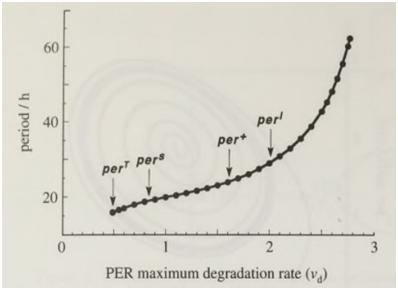 period / h
60
40
20
per^T per^s
per^+
per^l
0 1 2 3
PER maximum degradation rate (v_d)